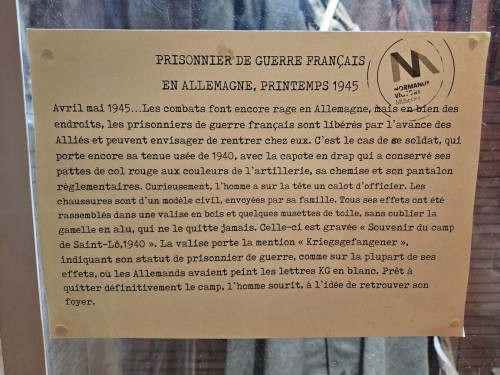 PRISONNIER DE GUERRE FRANÇAIS
EN ALLEMAGNE, PRINTEMPS 1945
NORMANDY
VICTORY
MUSEUM
Avril mai 1945...Les combats font encore rage en Allemagne, mais en bien des
endroits, les prisonniers de guerre français sont libérés par l'avance des
Alliés et peuvent envisager de rentrer chez eux. C'est le cas de se soldat, qui
porte encore sa tenue usée de 1940, avec la capote en drap qui a conservé ses
pattes de col rouge aux couleurs de l'artillerie, sa chemise et son pantalon
règlementaires. Curieusement, l'homme a sur la tête un calot d'officier. Les
chaussures sont d'un modèle civil, envoyées par sa famille. Tous ses effets ont été
rassemblés dans une valise en bois et quelques musettes de toile, sans oublier la
gamelle en alu, qui ne le quitte jamais. Celle-ci est gravée « Souvenir du camp
de Saint-Lô,1940 ». La valise porte la mention « Kriegsgefangener »,
indiquant son statut de prisonnier de guerre, comme sur la plupart de ses
effets, où les Allemands avaient peint les lettres KG en blanc. Prêt à
quitter définitivement le camp, l'homme sourit, à l'idée de retrouver son
foyer.